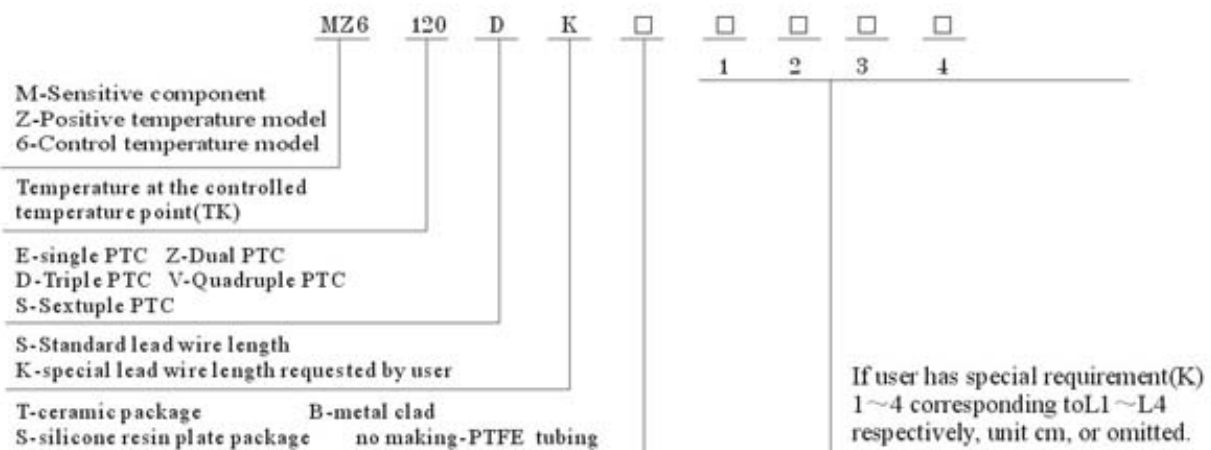 MZ6 120 D K □ □ □ □ □
1 2 3 4
M-Sensitive component
Z-Positive temperature model
6-Control temperature model
Temperature at the controlled
temperature point(TK)
E-single PTC Z-Dual PTC
D-Triple PTC V-Quadruple PTC
S-Sextuple PTC
S-Standard lead wire length
K-special lead wire length requested by user
T-ceramic package B-metal clad
S-silicone resin plate package no making-PTFE tubing
If user has special requirement(K)
1～4 corresponding toL1～L4
respectively, unit cm, or omitted.